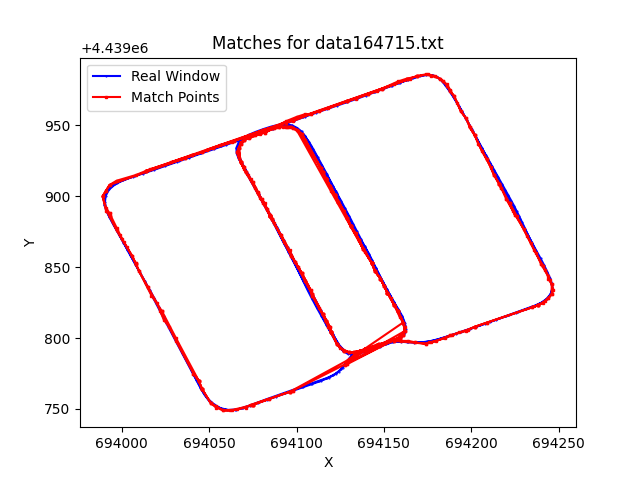 Matches for data164715.txt
+4.439e6
Real Window
Match Points
950
900
850
800
750
Y
694000 694050 694100 694150 694200 694250
X